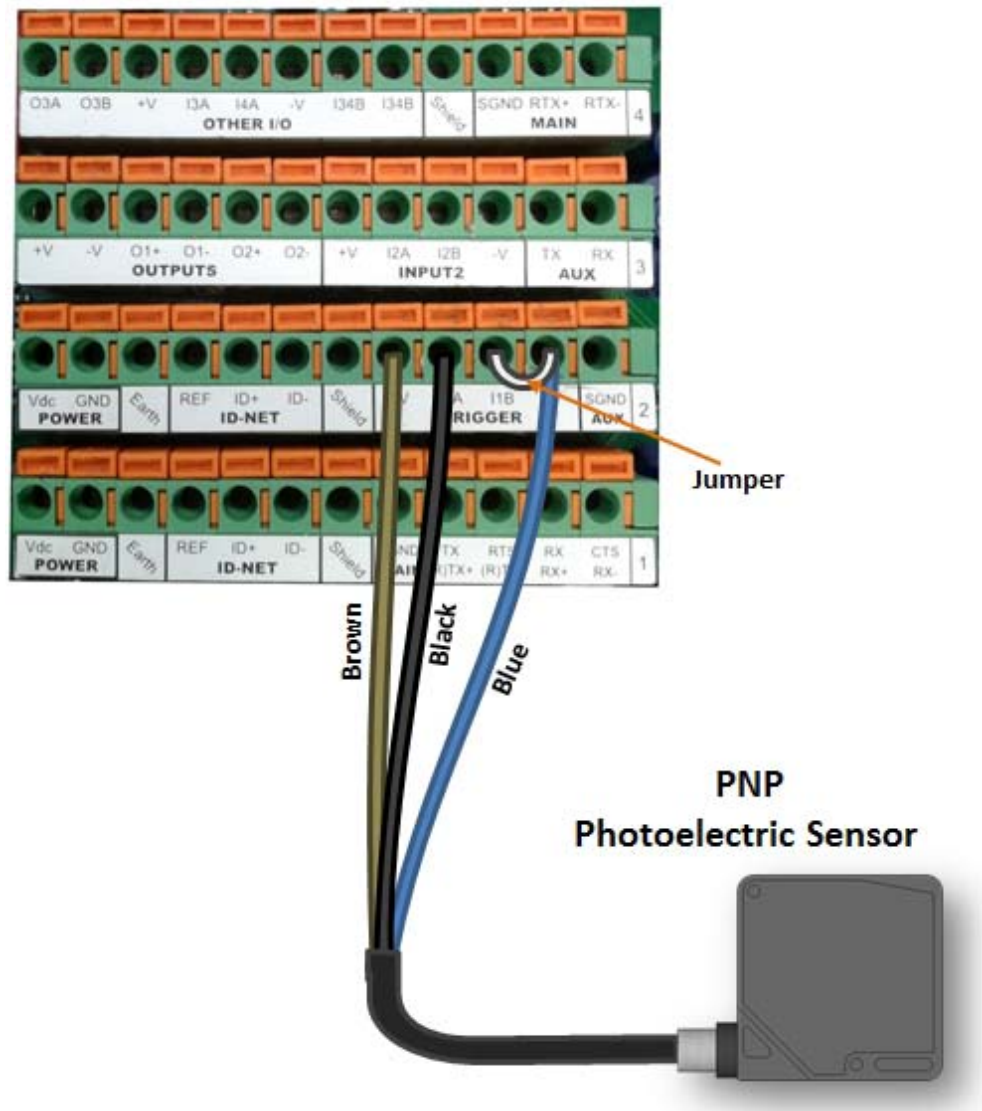 O3A O3B +V I3A I4A -V I34B I34B Shield SGND RTX+ RTX-
OTHER I/O MAIN 4
+V -V O1+ O1- O2+ O2- +V I2A I2B -V TX RX
OUTPUTS INPUT2 AUX 3
Vdc GND Earth REF ID+ ID- Shield I1B SGND
POWER ID-NET RIGGER AUX 2
Jumper
Vdc GND Earth REF ID+ ID- Shield TX RTS RX CTS
POWER ID-NET TX+ RX+ RX- 1
Brown
Black
Blue
PNP
Photoelectric Sensor